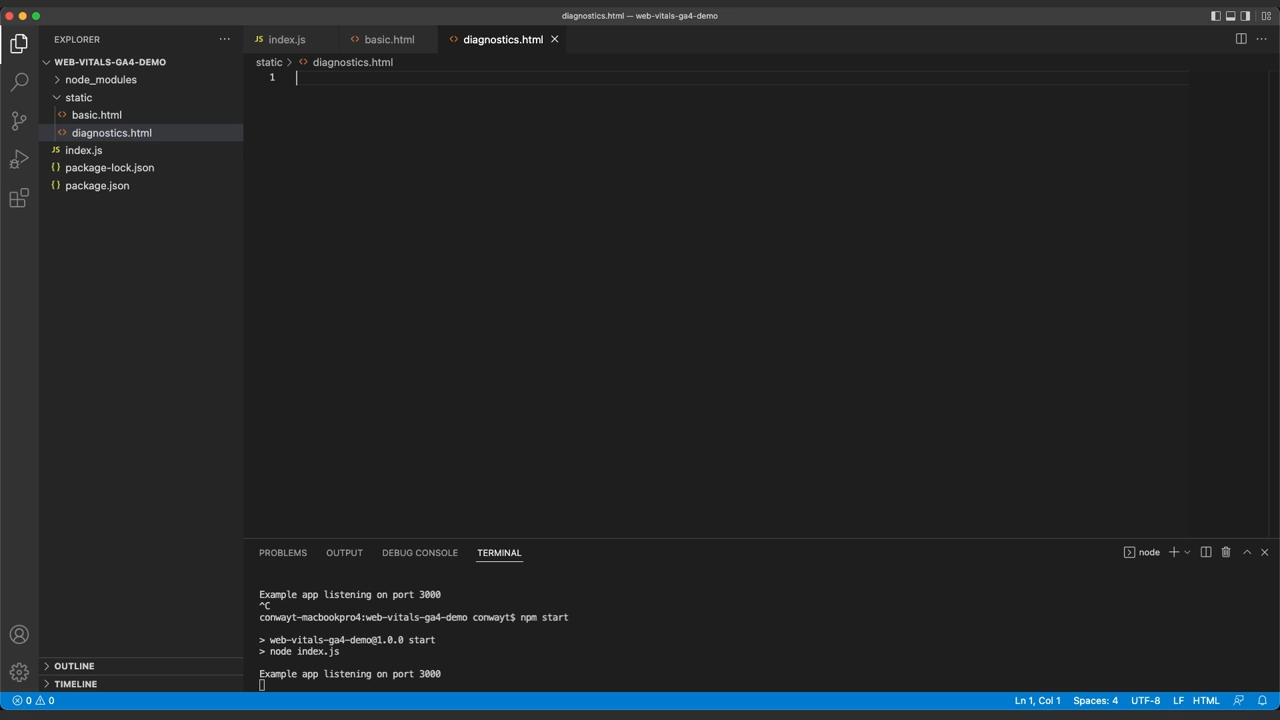 diagnostics.html — web-vitals-ga4-demo
EXPLORER
WEB-VITALS-GA4-DEMO
node_modules
static
basic.html
diagnostics.html
JS index.js
{} package-lock.json
{} package.json
OUTLINE
TIMELINE
JS index.js
basic.html
diagnostics.html
static > diagnostics.html
1
PROBLEMS OUTPUT DEBUG CONSOLE TERMINAL
node
Example app listening on port 3000
^C
conwayt-macbookpro4:web-vitals-ga4-demo conwayt$ npm start
> web-vitals-ga4-demo@1.0.0 start
> node index.js
Example app listening on port 3000
0 0
Ln 1, Col 1 Spaces: 4 UTF-8 LF HTML